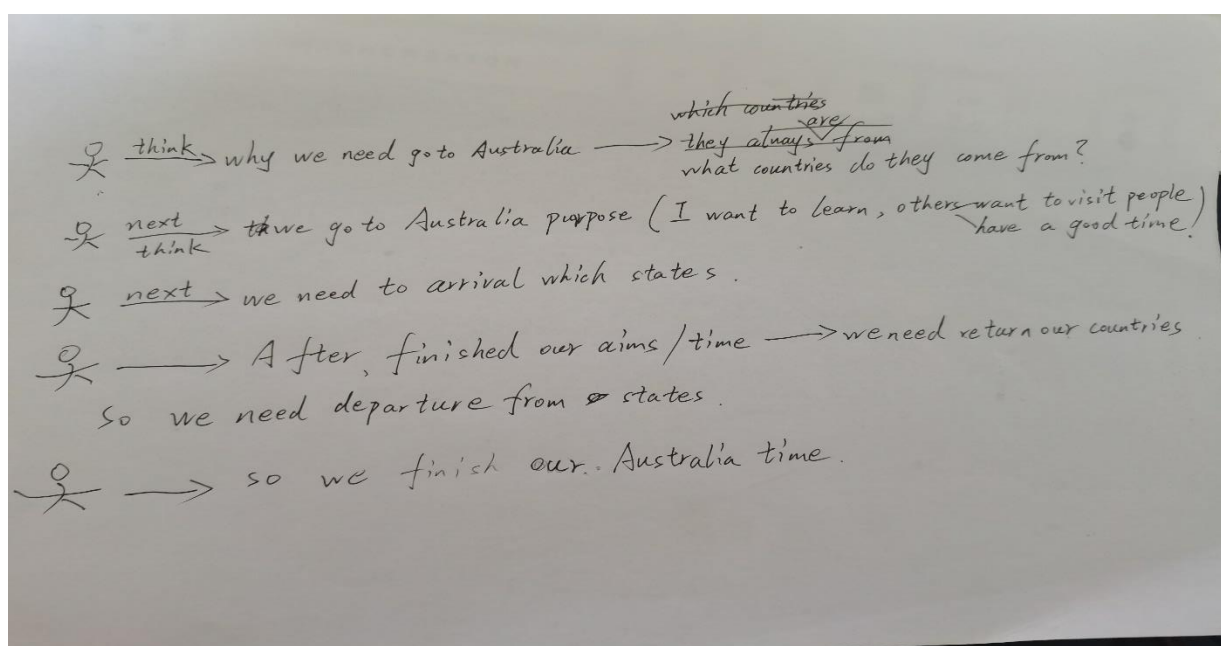 which countries
are
think why we need go to Australia they always from
what countries do they come from?
next think we go to Australia purpose (I want to learn, others want to visit people
have a good time.)
next we need to arrival which states.
After, finished our aims/time we need return our countries
So we need departure from states.
so we finish our.. Australia time.